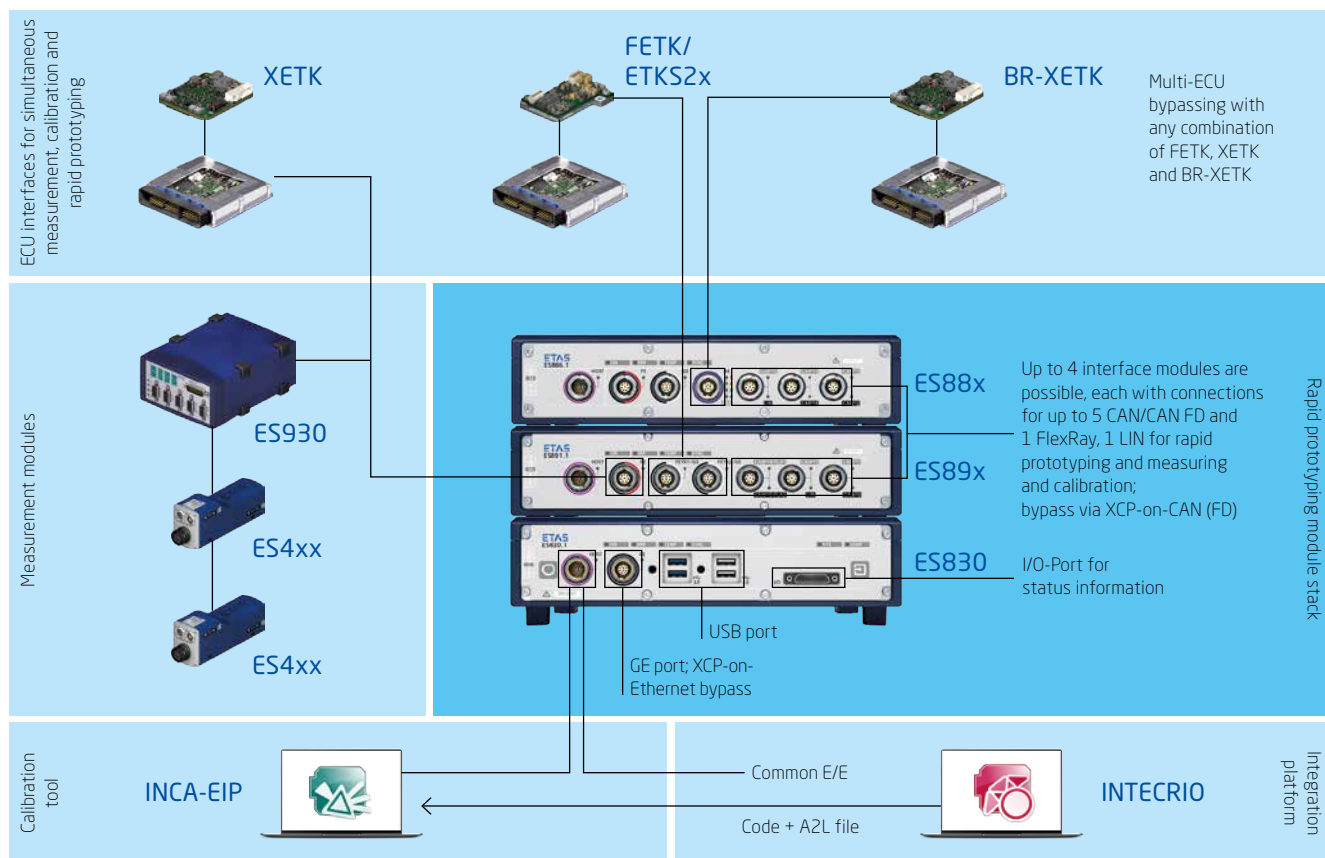 ECU interfaces for simultaneous
measurement, calibration and
rapid prototyping
XETK
FETK/
ETKS2x
BR-XETK
Multi-ECU
bypassing with
any combination
of FETK, XETK
and BR-XETK
Measurement modules
ES930
ES4xx
ES4xx
ETAS
ES886.1
HOST
ES88x
ETAS
ES891.1
HOST
ES89x
ETAS
ES830.1
HOST
ES830
Up to 4 interface modules are
possible, each with connections
for up to 5 CAN/CAN FD and
1 FlexRay, 1 LIN for rapid
prototyping and measuring
and calibration;
bypass via XCP-on-CAN (FD)
I/O-Port for
status information
USB port
GE port; XCP-on-
Ethernet bypass
Rapid prototyping module stack
Calibration
tool
INCA-EIP
Common E/E
Code + A2L file
INTECRIO
Integration
platform